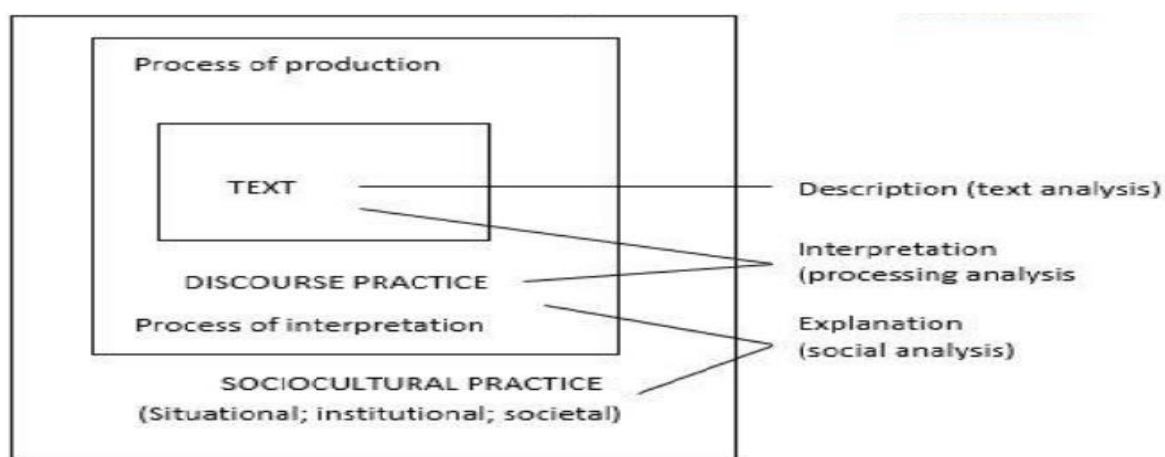 Process of production
TEXT
Description (text analysis)
Interpretation
(processing analysis
DISCOURSE PRACTICE
Process of interpretation
Explanation
(social analysis)
SOCIOCULTURAL PRACTICE
(Situational; institutional; societal)